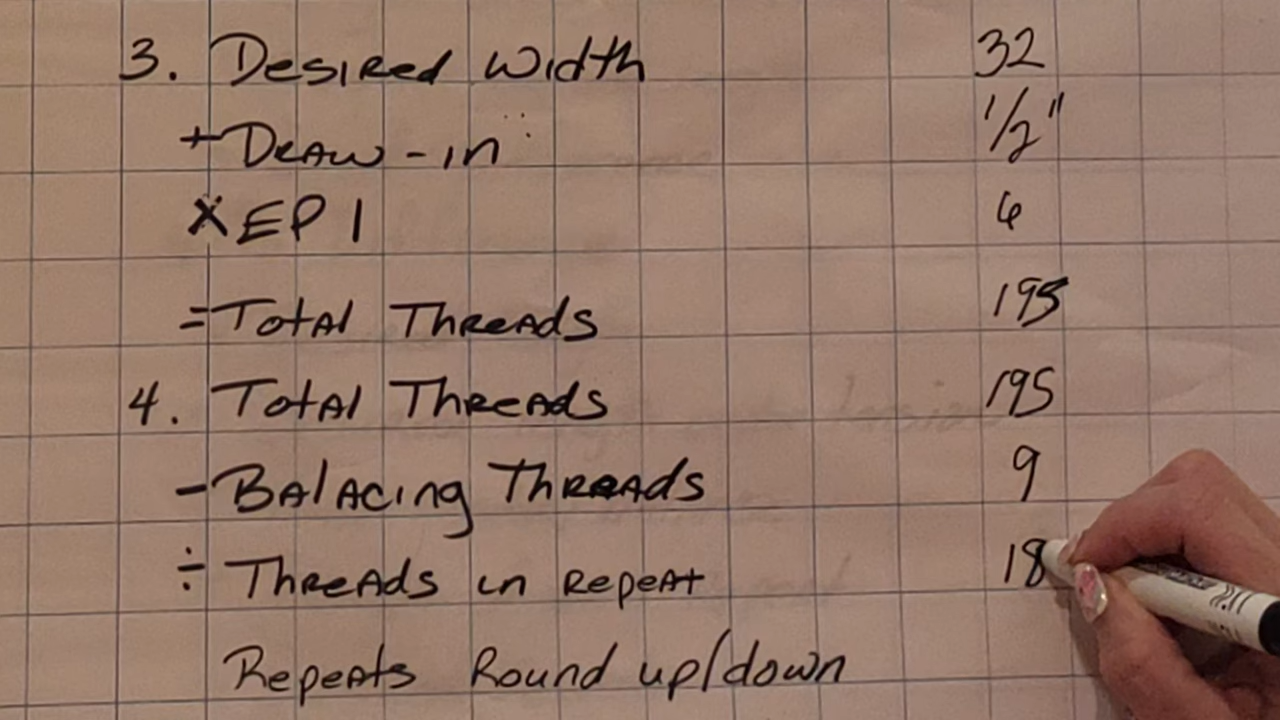 3. Desired Width 32
+ Draw-in 1/2"
X EPI 6
= Total Threads 195
4. Total Threads 195
- Balacing Threads 9
÷ Threads in Repeat 18
Repeats Round up/down